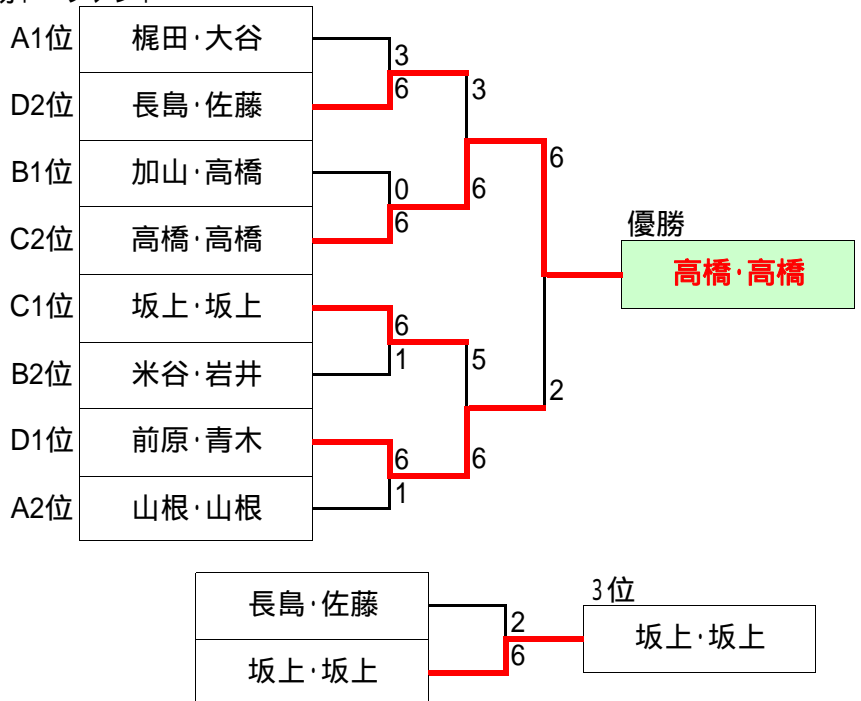 A1位 梶田・大谷
3
D2位 長島・佐藤
6
3
B1位 加山・高橋
0
6
6
C2位 高橋・高橋
6
優勝
高橋・高橋
C1位 坂上・坂上
6
B2位 米谷・岩井
1
5
2
D1位 前原・青木
6
6
A2位 山根・山根
1
長島・佐藤
2
3位
坂上・坂上
6
坂上・坂上